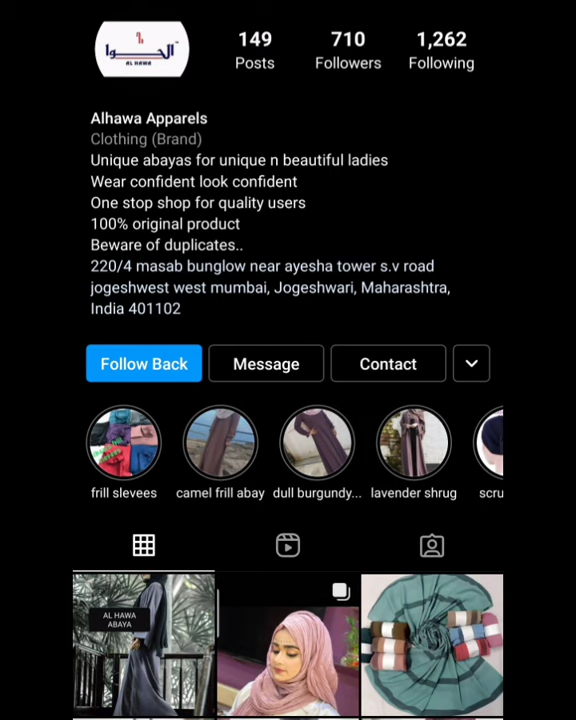 الحوا
AL HAWA
149 710 1,262
Posts Followers Following
Alhawa Apparels
Clothing (Brand)
Unique abayas for unique n beautiful ladies
Wear confident look confident
One stop shop for quality users
100% original product
Beware of duplicates..
220/4 masab bunglow near ayesha tower s.v road
jogeshwest west mumbai, Jogeshwari, Maharashtra,
India 401102
Follow Back Message Contact
frill slevees camel frill abay dull burgundy... lavender shrug scru
AL HAWA
ABAYA